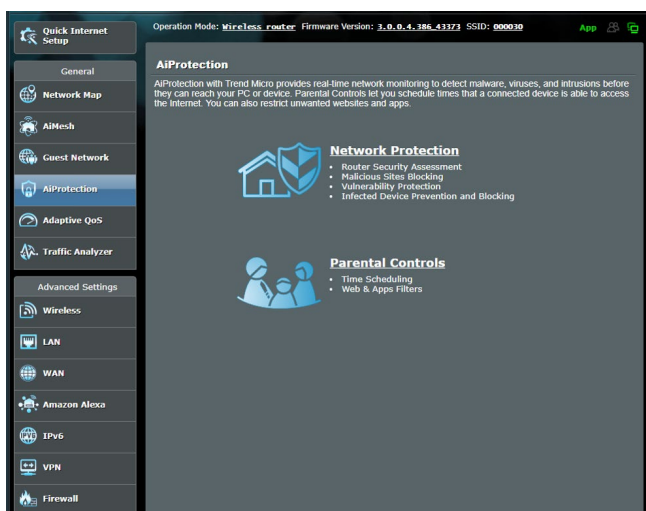 Quick Internet
Setup
Operation Mode: Wireless router Firmware Version: 3.0.0.4.386_43373 SSID: 000030
App
General
Network Map
AiMesh
Guest Network
AiProtection
Adaptive QoS
Traffic Analyzer
Advanced Settings
Wireless
LAN
WAN
Amazon Alexa
IPV6
IPv6
VPN
Firewall
AiProtection
AiProtection with Trend Micro provides real-time network monitoring to detect malware, viruses, and intrusions before
they can reach your PC or device. Parental Controls let you schedule times that a connected device is able to access
the Internet. You can also restrict unwanted websites and apps.
Network Protection
• Router Security Assessment
• Malicious Sites Blocking
• Vulnerability Protection
• Infected Device Prevention and Blocking
Parental Controls
• Time Scheduling
• Web & Apps Filters